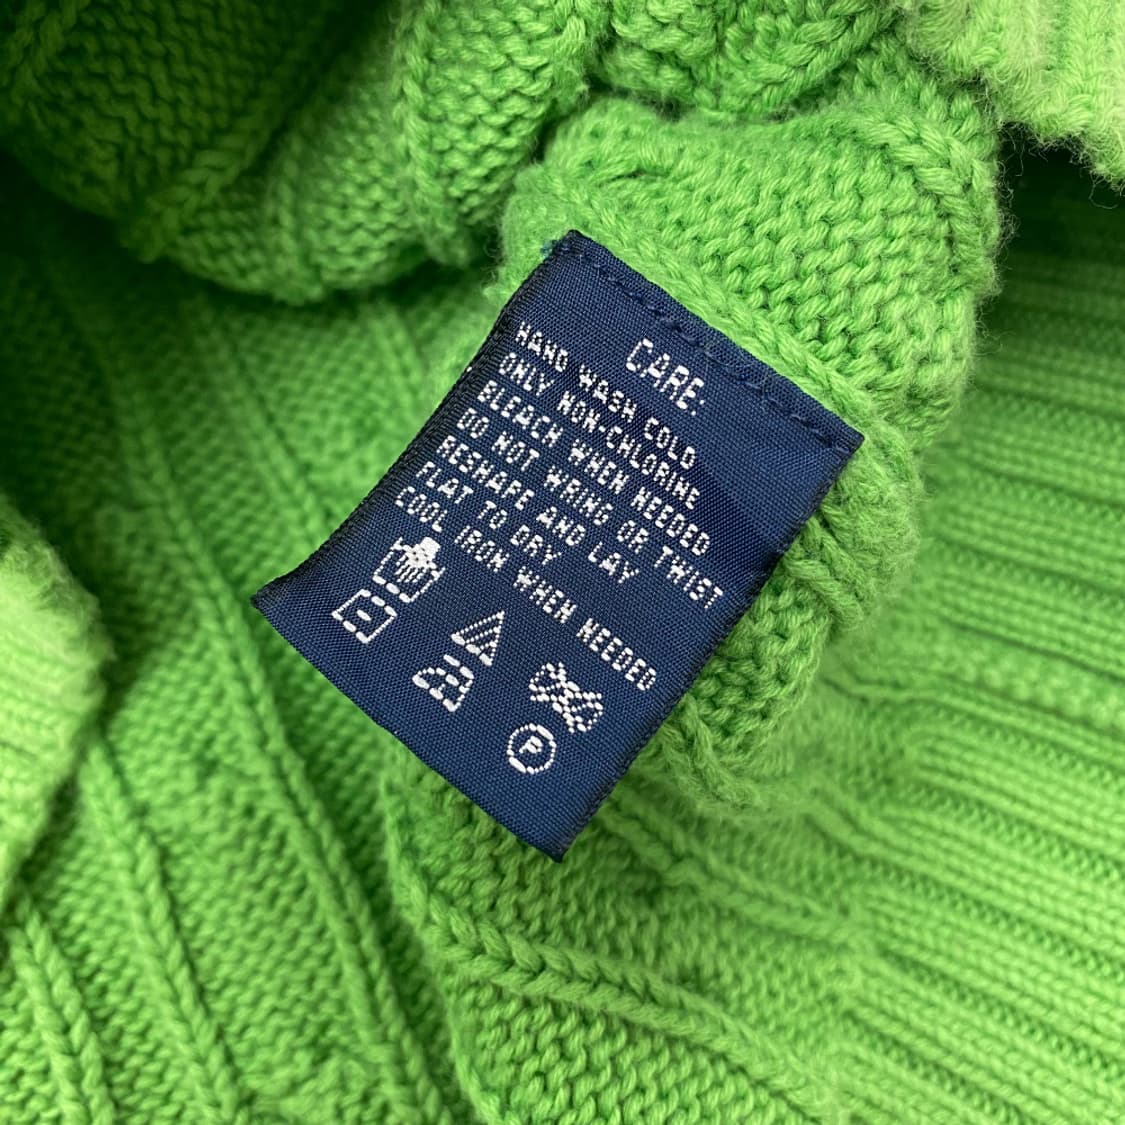 CARE:
HAND WASH COLD
ONLY NON-CHLORINE
BLEACH WHEN NEEDED
DO NOT WRING OR TWIST
RESHAPE AND LAY
FLAT TO DRY
COOL IRON WHEN NEEDED
P